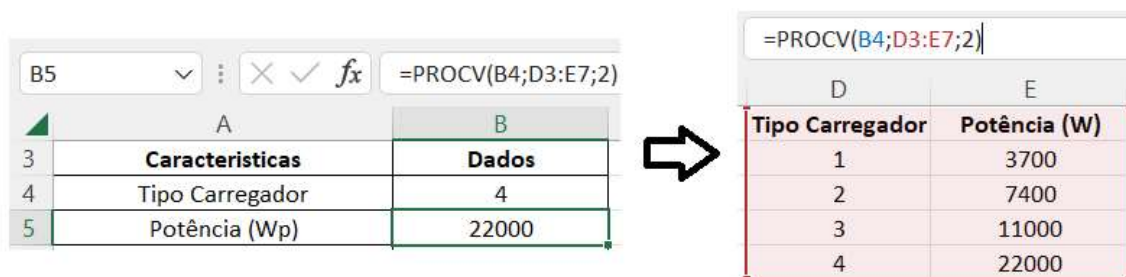 B5 fx =PROCV(B4;D3:E7;2)
A B
3 Caracteristicas Dados
4 Tipo Carregador 4
5 Potência (Wp) 22000
=PROCV(B4;D3:E7;2)
D E
Tipo Carregador Potência (W)
1 3700
2 7400
3 11000
4 22000